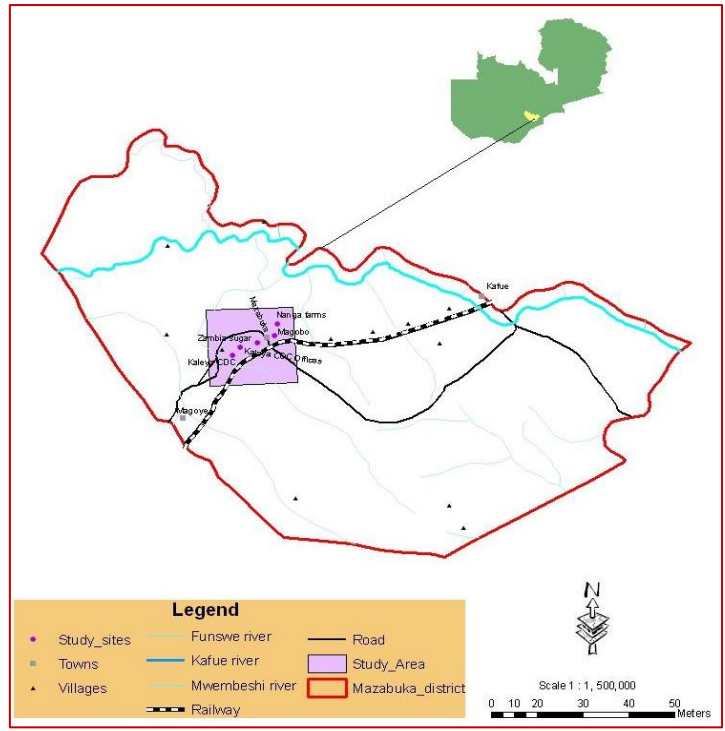 Kafue
Mazabuka
Nanga farms
Magobo
Zambia sugar
Kaleya CDC Offices
Kaleya CDC
Magoye
Legend
Study_sites
Towns
Villages
Funswe river
Kafue river
Mwembeshi river
Railway
Road
Study_Area
Mazabuka_district
N
Scale 1 : 1, 500,000
0 10 20 30 40 50
Meters